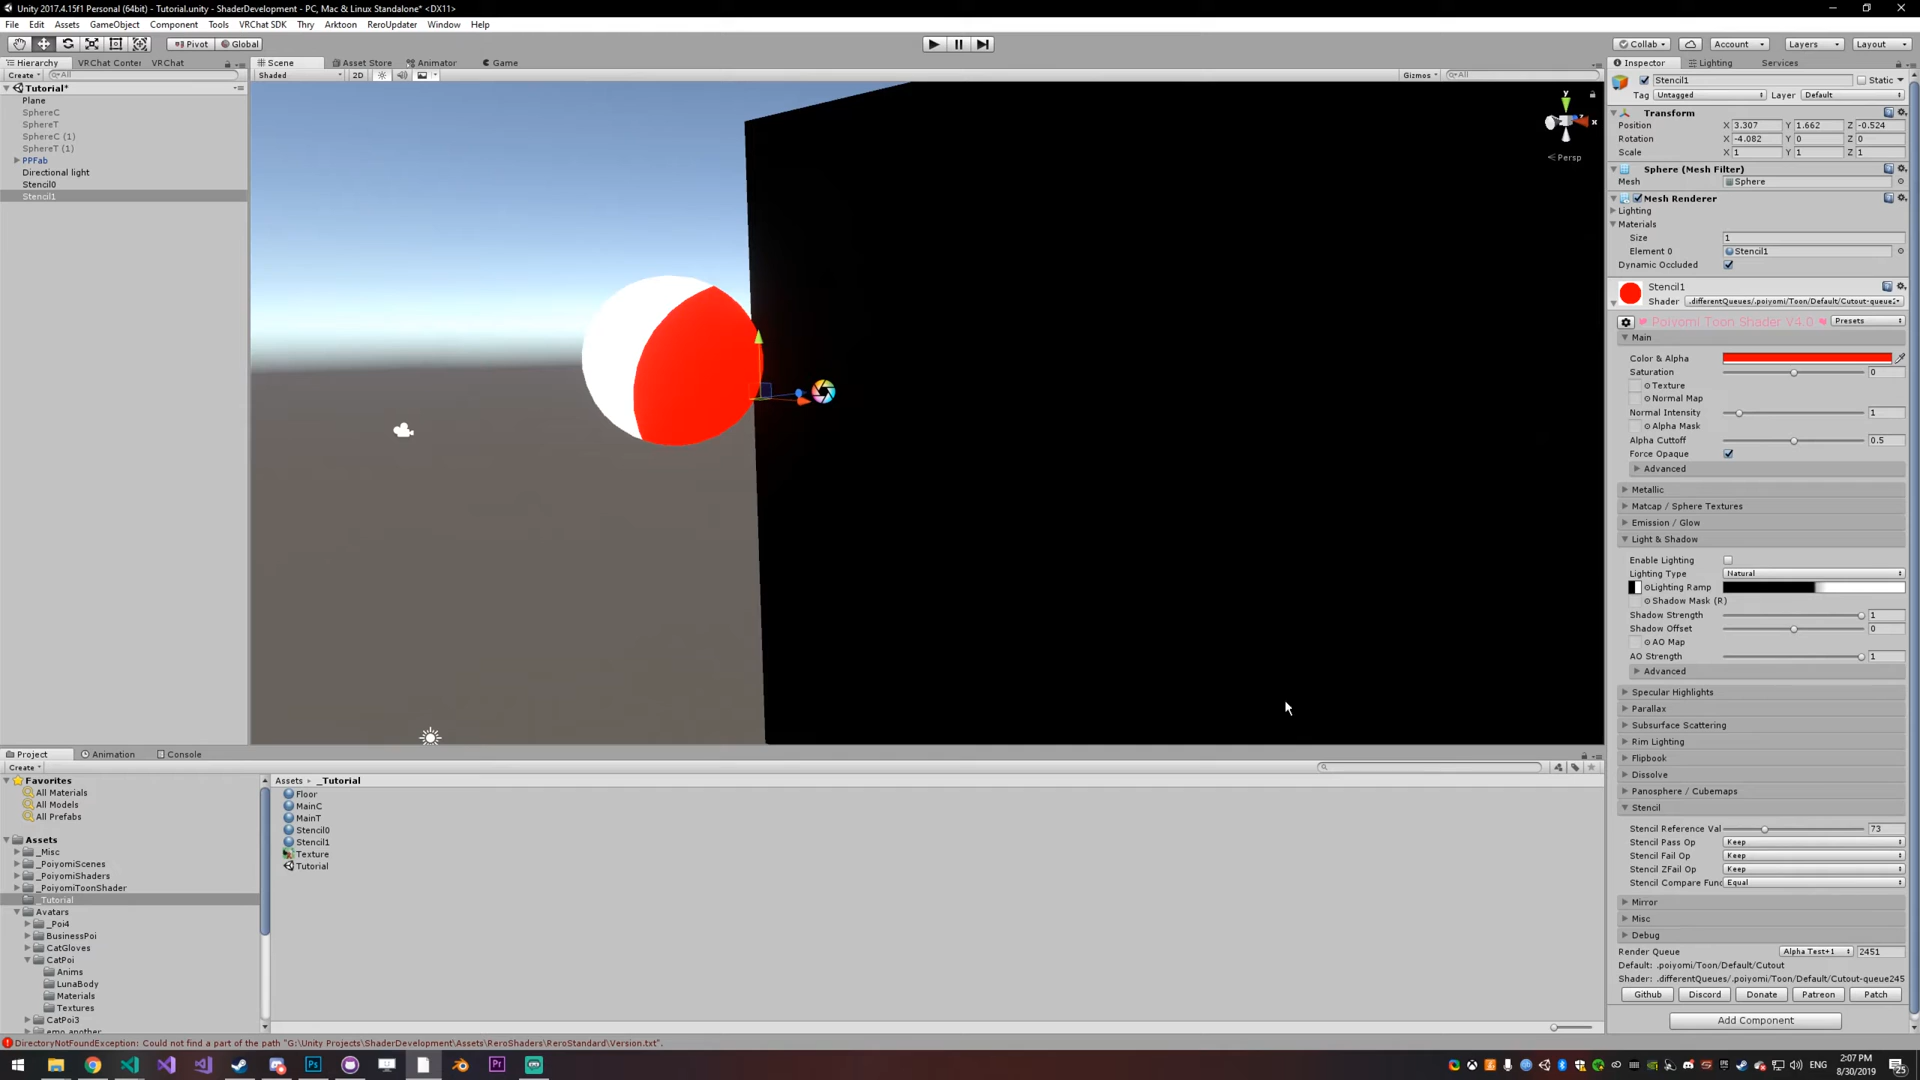 Unity 2017.4.15f1 Personal (64bit) - Tutorial.unity - ShaderDevelopment - PC, Mac & Linux Standalone* <DX11>
File Edit Assets GameObject Component Tools VRChat SDK Thry Arktoon ReroUpdater Window Help
Pivot Global Collab Account Layers Layout
Hierarchy VRChat Conter VRChat Scene Asset Store Animator Game Inspector Lighting Services
Create All Shaded 2D Gizmos All Stencil1 Static
Tutorial* Tag Untagged Layer Default
Plane
SphereC
SphereT
SphereC (1)
SphereT (1)
PPFab
Directional light
Stencil0
Stencil1
y
x
Persp
Transform
Position X 3.307 Y 1.662 Z -0.524
Rotation X -4.082 Y 0 Z 0
Scale X 1 Y 1 Z 1
Sphere (Mesh Filter)
Mesh Sphere
Mesh Renderer
Lighting
Materials
Size 1
Element 0 Stencil1
Dynamic Occluded
Stencil1
Shader .differentQueues/.poiyomi/Toon/Default/Cutout-queue2
Poiyomi Toon Shader V4.0 Presets
Main
Color & Alpha
Saturation 0
Texture
Normal Map
Normal Intensity 1
Alpha Mask
Alpha Cuttoff 0.5
Force Opaque
Advanced
Metallic
Matcap / Sphere Textures
Emission / Glow
Light & Shadow
Enable Lighting
Lighting Type Natural
Lighting Ramp
Shadow Mask (R)
Shadow Strength 1
Shadow Offset 0
AO Map
AO Strength 1
Advanced
Specular Highlights
Parallax
Subsurface Scattering
Rim Lighting
Flipbook
Dissolve
Panosphere / Cubemaps
Stencil
Stencil Reference Val 73
Stencil Pass Op Keep
Stencil Fail Op Keep
Stencil ZFail Op Keep
Stencil Compare Func Equal
Mirror
Misc
Debug
Render Queue Alpha Test+1 2451
Default: .poiyomi/Toon/Default/Cutout
Shader: .differentQueues/.poiyomi/Toon/Default/Cutout-queue245
Github Discord Donate Patreon Patch
Add Component
Project Animation Console
Create
Favorites
All Materials
All Models
All Prefabs
Assets
_Misc
_PoiyomiScenes
_PoiyomiShaders
_PoiyomiToonShader
_Tutorial
Avatars
_Poi4
BusinessPoi
CatGloves
CatPoi
Anims
LunaBody
Materials
Textures
CatPoi3
emo another
Assets _Tutorial
Floor
MainC
MainT
Stencil0
Stencil1
Texture
Tutorial
DirectoryNotFoundException: Could not find a part of the path "G:\Unity Projects\ShaderDevelopment\Assets\ReroShaders\ReroStandard\Version.txt".
Ps Pr ENG 2:07 PM
8/30/2019 25